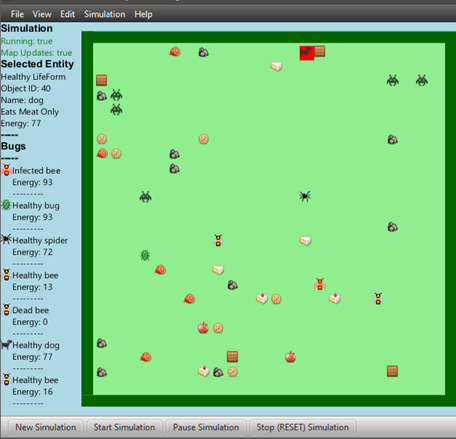 File View Edit Simulation Help
Simulation
Running: true
Map Updates: true
Selected Entity
Healthy LifeForm
Object ID: 40
Name: dog
Eats Meat Only
Energy: 77
-----
Bugs
-----
Infected bee
Energy: 93
---------
Healthy bug
Energy: 93
---------
Healthy spider
Energy: 72
---------
Healthy bee
Energy: 13
---------
Dead bee
Energy: 0
---------
Healthy dog
Energy: 77
---------
Healthy bee
Energy: 16
---------
New Simulation Start Simulation Pause Simulation Stop (RESET) Simulation